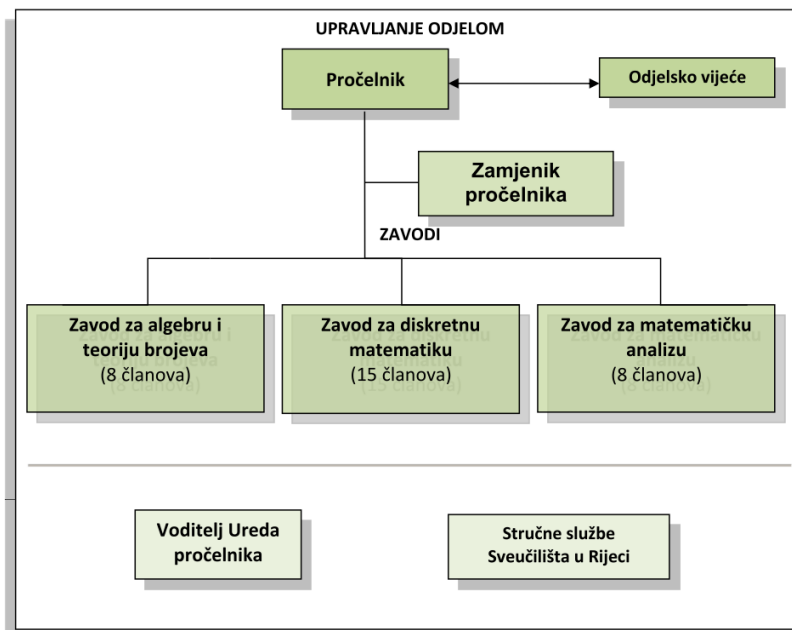 UPRAVLJANJE ODJELOM
Pročelnik
Odjelsko vijeće
Zamjenik
pročelnika
ZAVODI
Zavod za algebru i
teoriju brojeva
(8 članova)
Zavod za diskretnu
matematiku
(15 članova)
Zavod za matematičku
analizu
(8 članova)
Voditelj Ureda
pročelnika
Stručne službe
Sveučilišta u Rijeci